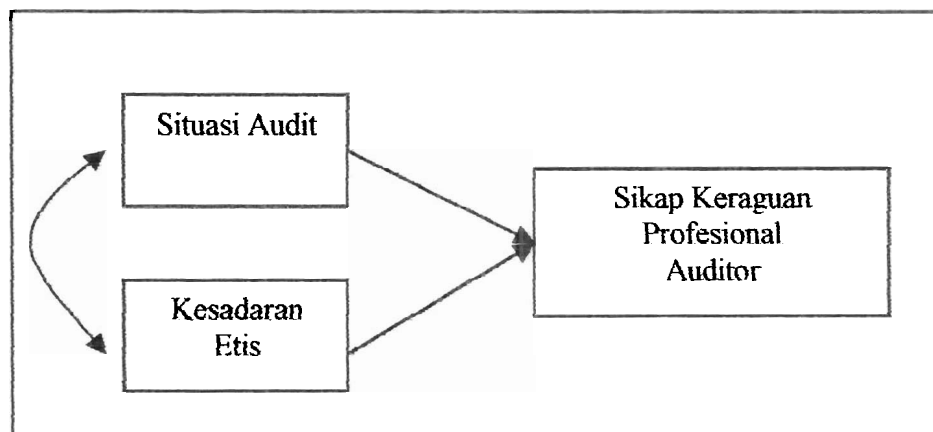 Situasi Audit
Sikap Keraguan
Profesional
Auditor
Kesadaran
Etis